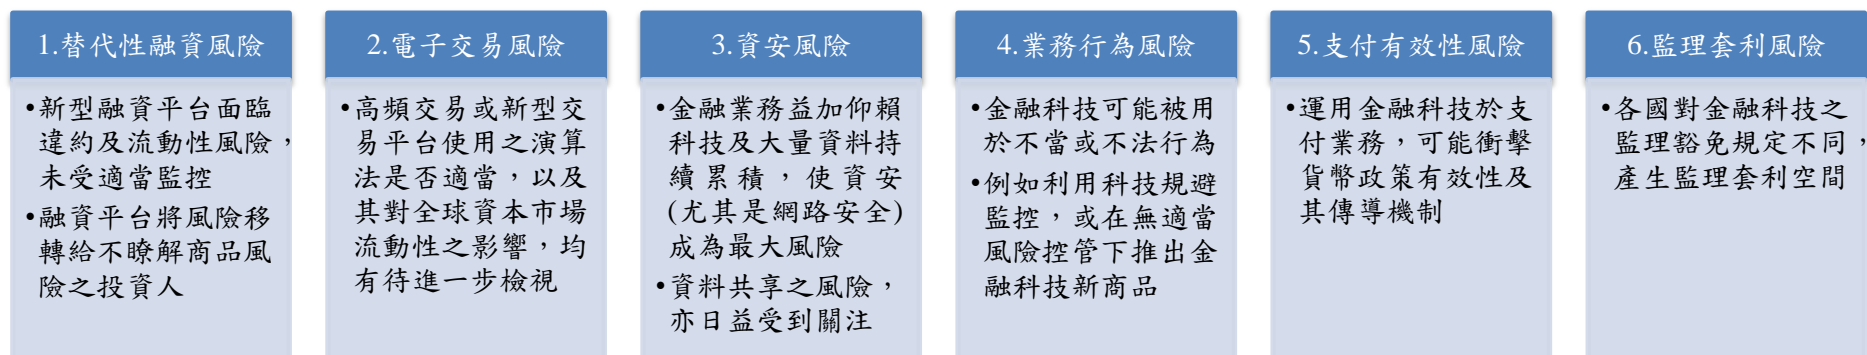 1.替代性融資風險
•新型融資平台面臨
違約及流動性風險，
未受適當監控
•融資平台將風險移
轉給不瞭解商品風
險之投資人
2.電子交易風險
•高頻交易或新型交
易平台使用之演算
法是否適當，以及
其對全球資本市場
流動性之影響，均
有待進一步檢視
3.資安風險
•金融業務益加仰賴
科技及大量資料持
續累積，使資安
(尤其是網路安全)
成為最大風險
•資料共享之風險，
亦日益受到關注
4.業務行為風險
•金融科技可能被用
於不當或不法行為
•例如利用科技規避
監控，或在無適當
風險控管下推出金
融科技新商品
5.支付有效性風險
•運用金融科技於支
付業務，可能衝擊
貨幣政策有效性及
其傳導機制
6.監理套利風險
•各國對金融科技之
監理豁免規定不同，
產生監理套利空間